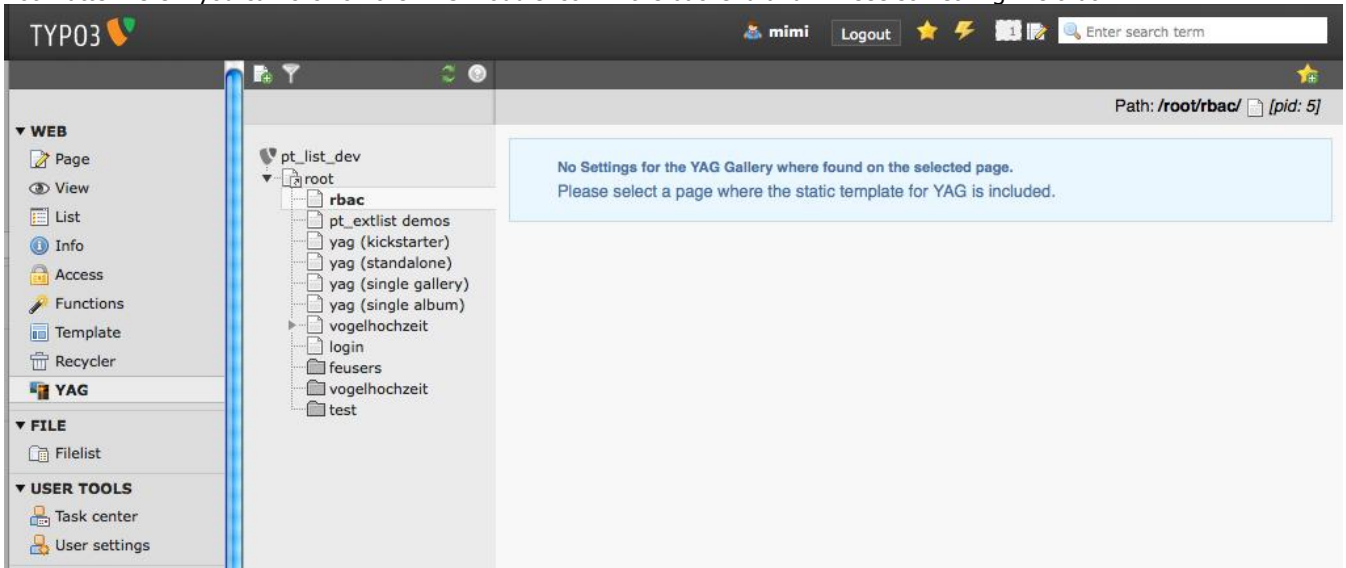 TYPO3
mimi
Logout
1
Enter search term
Path: /root/rbac/ [pid: 5]
WEB
Page
View
List
Info
Access
Functions
Template
Recycler
YAG
FILE
Filelist
USER TOOLS
Task center
User settings
pt_list_dev
root
rbac
pt_extlist demos
yag (kickstarter)
yag (standalone)
yag (single gallery)
yag (single album)
vogelhochzeit
login
feusers
vogelhochzeit
test
No Settings for the YAG Gallery where found on the selected page.
Please select a page where the static template for YAG is included.